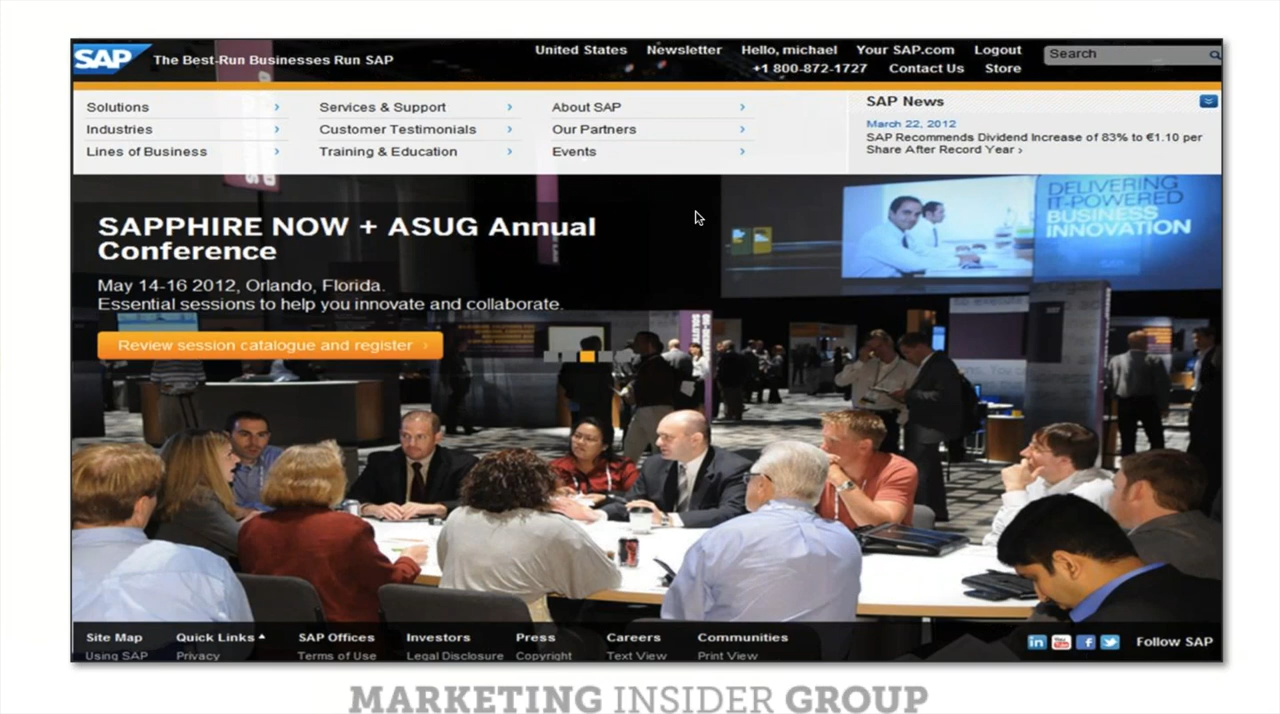 SAP The Best-Run Businesses Run SAP
United States Newsletter Hello, michael Your SAP.com Logout
+1 800-872-1727 Contact Us Store
Search
Solutions
Industries
Lines of Business
Services & Support
Customer Testimonials
Training & Education
About SAP
Our Partners
Events
SAP News
March 22, 2012
SAP Recommends Dividend Increase of 83% to €1.10 per
Share After Record Year ›
SAPPHIRE NOW + ASUG Annual
Conference
May 14-16 2012, Orlando, Florida.
Essential sessions to help you innovate and collaborate.
Review session catalogue and register ›
DELIVERING
IT-POWERED
BUSINESS
INNOVATION
Site Map Quick Links SAP Offices Investors Press Careers Communities
Using SAP Privacy Terms of Use Legal Disclosure Copyright Text View Print View
in You Tube f Follow SAP
MARKETING INSIDER GROUP